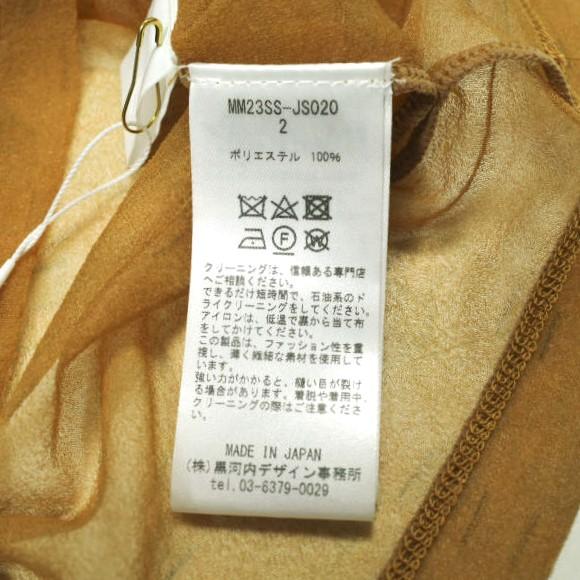 MM23SS-JS020
2
ポリエステル 100%
F
W
クリーニングは、信頼ある専門店
へご相談ください。
できるだけ短時間で、石油系のド
ライクリーニングをしてください。
アイロンは、低温で裏から当て布
をしてかけてください。
この製品は、ファッション性を重
視し、薄く繊細な素材を使用して
います。
強い力がかかると、縫い目が裂け
る場合があります。着脱や着用中、
クリーニングの際はご注意くださ
い。
MADE IN JAPAN
(株)黒河内デザイン事務所
tel.03-6379-0029